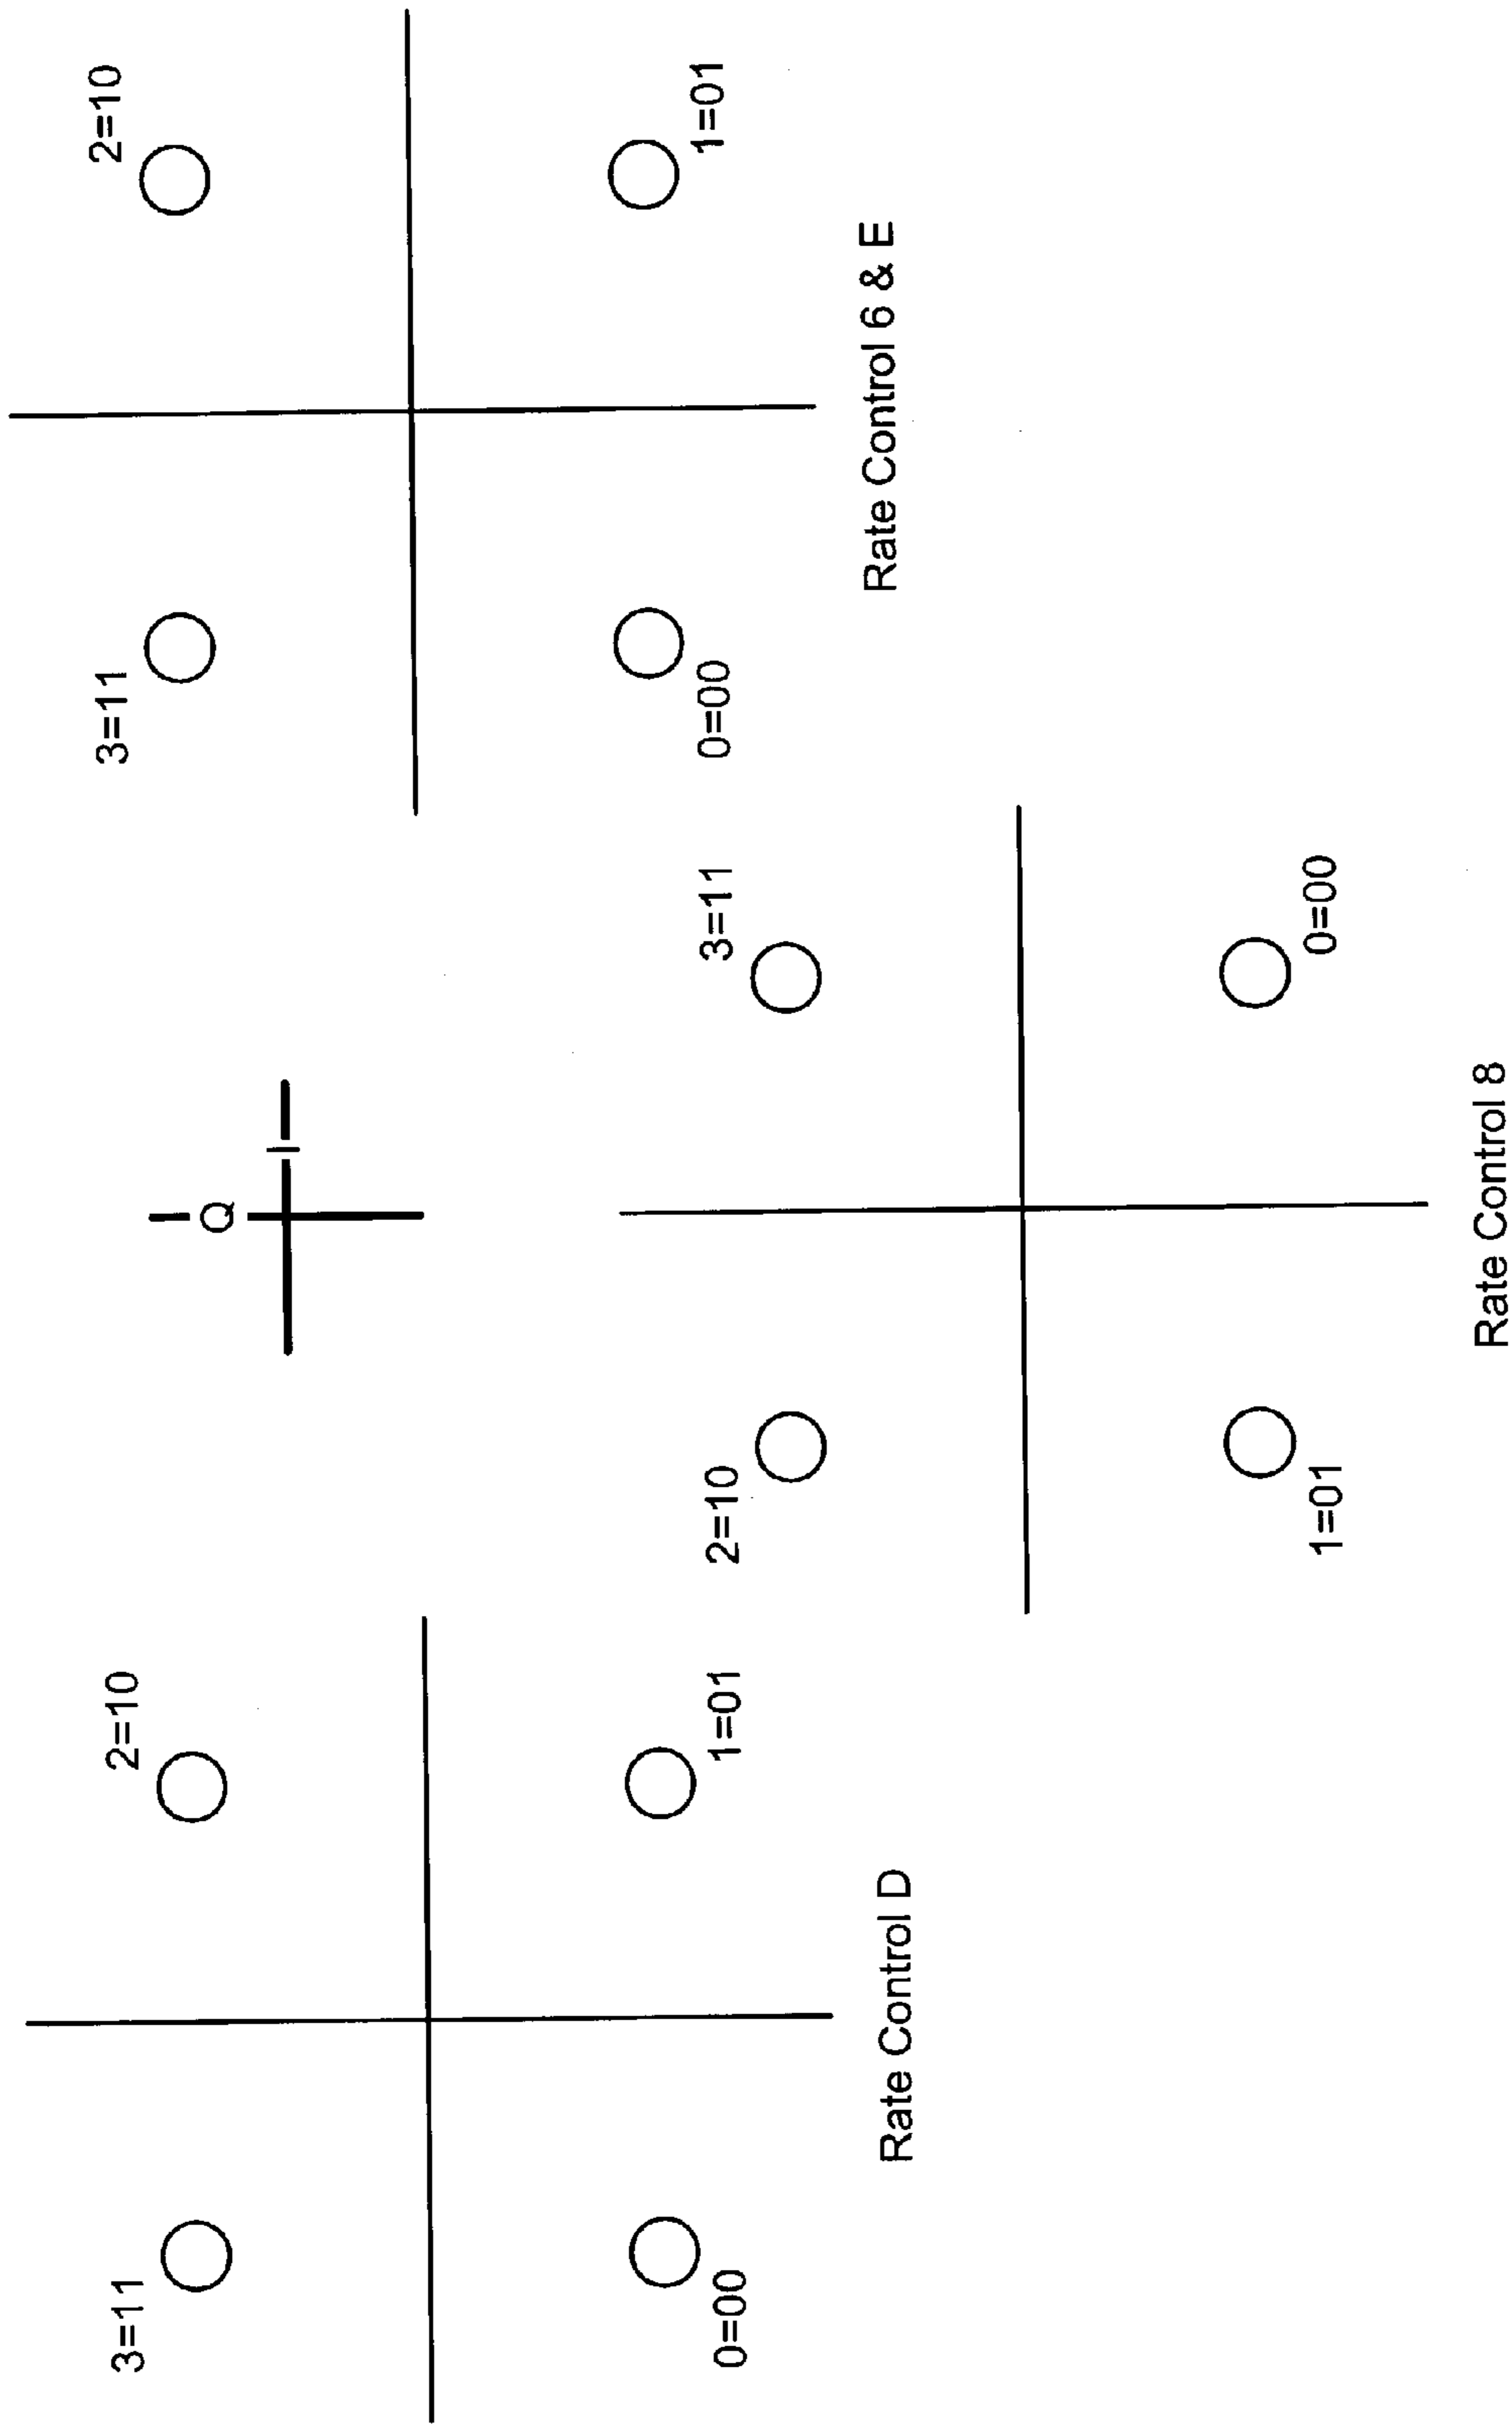 3=11
2=10
0=00
1=01
Rate Control D
Q
I
2=10
3=11
1=01
0=00
Rate Control 8
3=11
2=10
0=00
1=01
Rate Control 6 & E